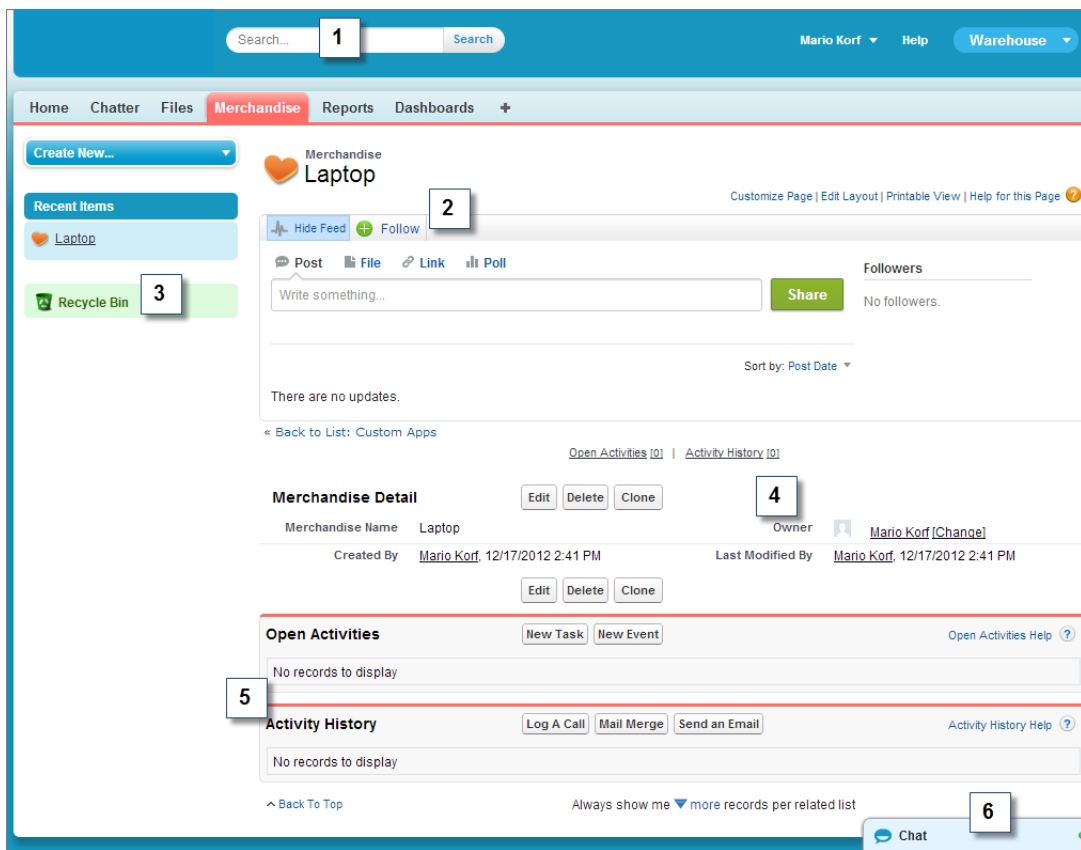 Search... 1 Search Mario Korf Help Warehouse
Home Chatter Files Merchandise Reports Dashboards +
Create New...
Merchandise
Laptop
Customize Page | Edit Layout | Printable View | Help for this Page ?
Recent Items
Laptop
2
Hide Feed Follow
Post File Link Poll
Write something...
Share
Followers
No followers.
Recycle Bin 3
Sort by: Post Date
There are no updates.
« Back to List: Custom Apps
Open Activities [0] | Activity History [0]
Merchandise Detail Edit Delete Clone 4
Merchandise Name Laptop Owner Mario Korf [Change]
Created By Mario Korf, 12/17/2012 2:41 PM Last Modified By Mario Korf, 12/17/2012 2:41 PM
Edit Delete Clone
Open Activities New Task New Event Open Activities Help ?
No records to display
5
Activity History Log A Call Mail Merge Send an Email Activity History Help ?
No records to display
Back To Top Always show me more records per related list
6
Chat